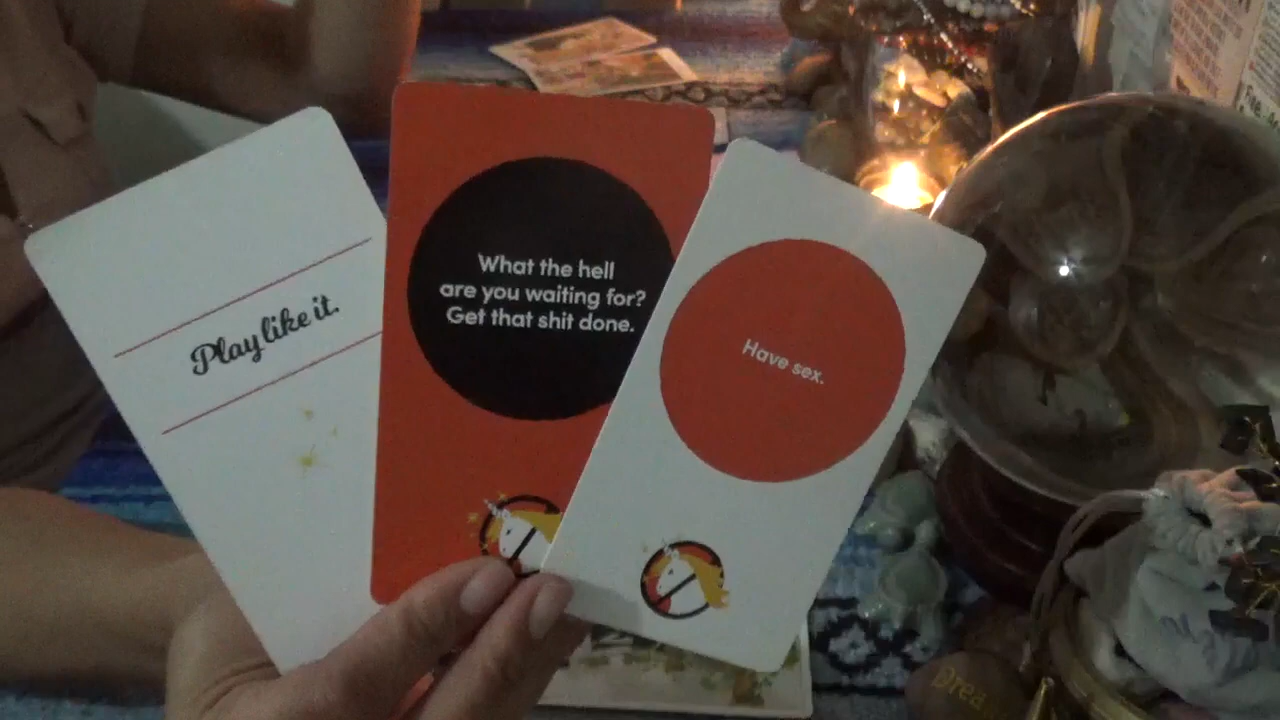 Play like it.
What the hell
are you waiting for?
Get that shit done.
Have sex.